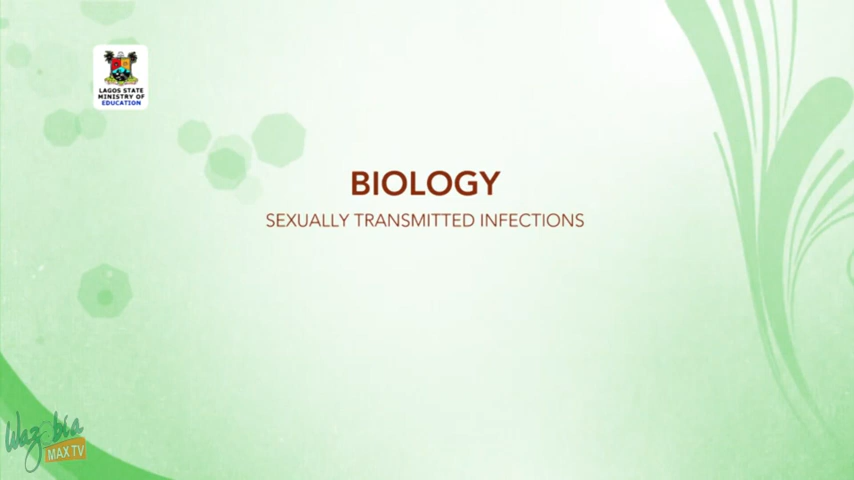 LAGOS STATE
MINISTRY OF
EDUCATION
BIOLOGY
SEXUALLY TRANSMITTED INFECTIONS
Wazobia
MAX TV